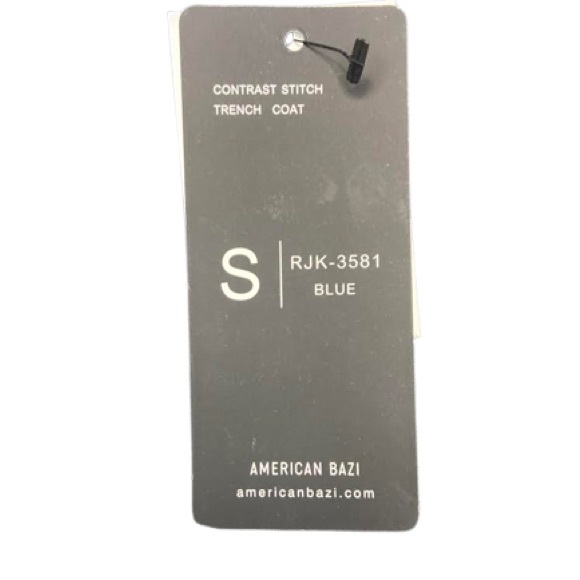 CONTRAST STITCH
TRENCH COAT
S
RJK-3581
BLUE
AMERICAN BAZI
americanbazi.com